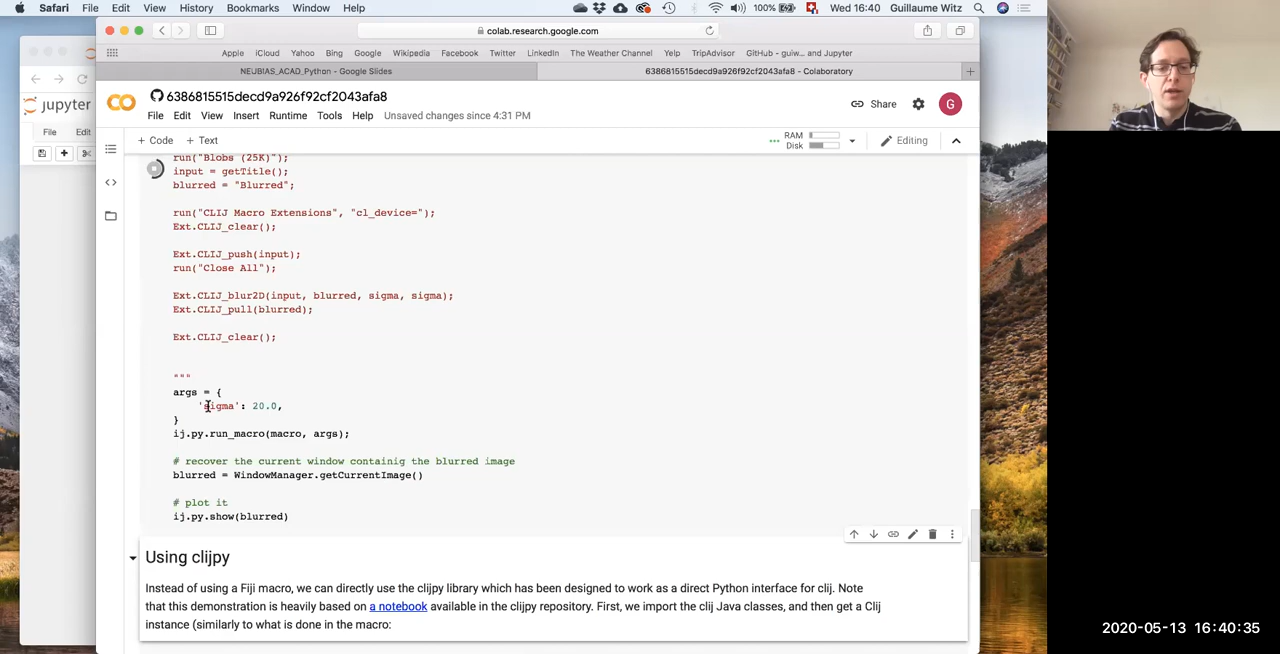 Safari File Edit View History Bookmarks Window Help 100% Wed 16:40 Guillaume Witz
colab.research.google.com
Apple iCloud Yahoo Bing Google Wikipedia Facebook Twitter LinkedIn The Weather Channel Yelp TripAdvisor GitHub - guiw... and Jupyter
NEUBIAS_ACAD_Python - Google Slides 6386815515decd9a926f92cf2043afa8 - Colaboratory
jupyter
File Edit
6386815515decd9a926f92cf2043afa8
Share G
File Edit View Insert Runtime Tools Help Unsaved changes since 4:31 PM
+ Code + Text RAM Disk Editing
run("Blobs (25K)");
input = getTitle();
blurred = "Blurred";
run("CLIJ Macro Extensions", "cl_device=");
Ext.CLIJ_clear();
Ext.CLIJ_push(input);
run("Close All");
Ext.CLIJ_blur2D(input, blurred, sigma, sigma);
Ext.CLIJ_pull(blurred);
Ext.CLIJ_clear();
"""
args = {
'sigma': 20.0,
}
ij.py.run_macro(macro, args);
# recover the current window containig the blurred image
blurred = WindowManager.getCurrentImage()
# plot it
ij.py.show(blurred)
Using clijpy
Instead of using a Fiji macro, we can directly use the clijpy library which has been designed to work as a direct Python interface for clij. Note
that this demonstration is heavily based on a notebook available in the clijpy repository. First, we import the clij Java classes, and then get a Clij
instance (similarly to what is done in the macro:
2020-05-13 16:40:35